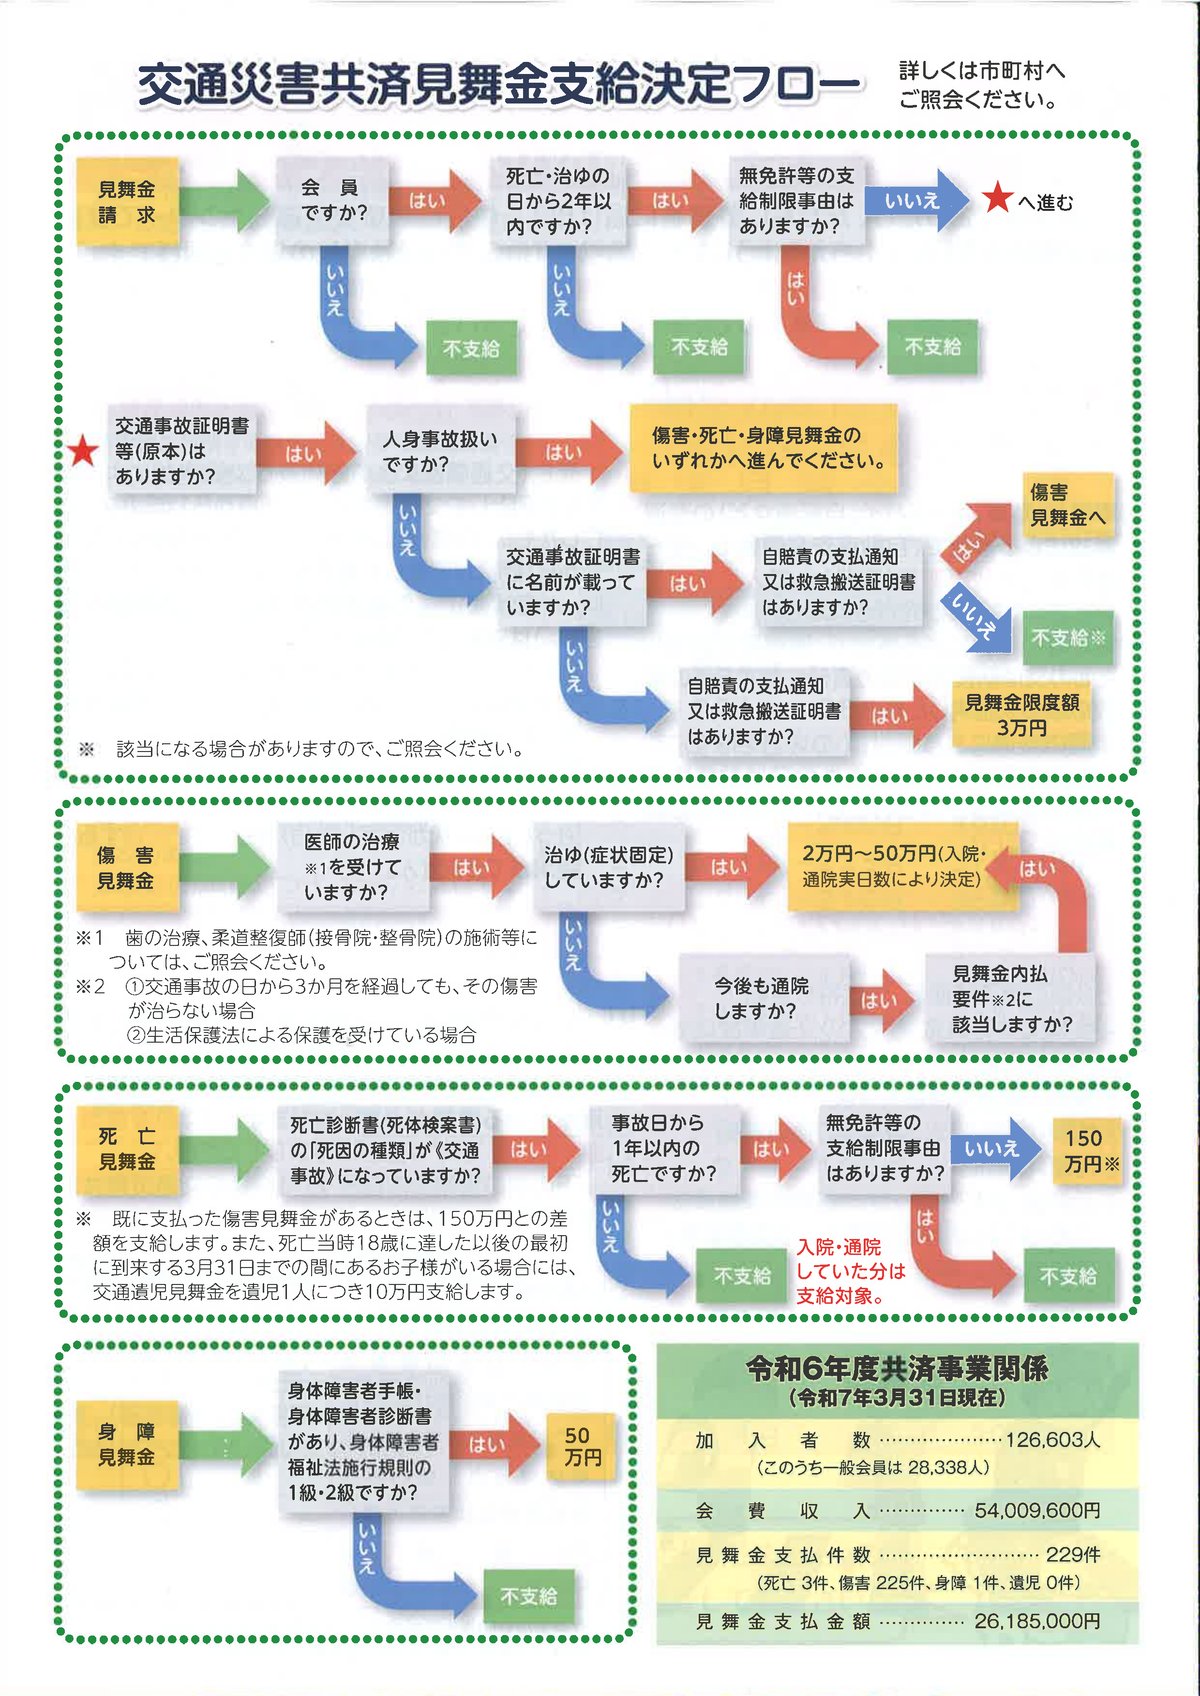 交通災害共済見舞金支給決定フロー
詳しくは市町村へ
ご照会ください。
見舞金
請　求
会　員
ですか?
はい
死亡・治ゆの
日から2年以
内ですか?
はい
無免許等の支
給制限事由は
ありますか?
いいえ
★へ進む
いいえ
不支給
いいえ
不支給
はい
不支給
★
交通事故証明書
等(原本)は
ありますか?
はい
人身事故扱い
ですか?
はい
傷害・死亡・身障見舞金の
いずれかへ進んでください。
いいえ
交通事故証明書
に名前が載って
いますか?
はい
自賠責の支払通知
又は救急搬送証明書
はありますか?
はい
傷害
見舞金へ
いいえ
不支給※
いいえ
自賠責の支払通知
又は救急搬送証明書
はありますか?
はい
見舞金限度額
3万円
※　該当になる場合がありますので、ご照会ください。
傷　害
見舞金
医師の治療
※1を受けて
いますか?
はい
治ゆ(症状固定)
していますか?
はい
2万円～50万円(入院・
通院実日数により決定)
はい
いいえ
今後も通院
しますか?
はい
見舞金内払
要件※2に
該当しますか?
※1　歯の治療、柔道整復師(接骨院・整骨院)の施術等に
ついては、ご照会ください。
※2　①交通事故の日から3か月を経過しても、その傷害
が治らない場合
②生活保護法による保護を受けている場合
死　亡
見舞金
死亡診断書(死体検案書)
の「死因の種類」が《交通
事故》になっていますか?
はい
事故日から
1年以内の
死亡ですか?
はい
無免許等の
支給制限事由
はありますか?
いいえ
150
万円※
いいえ
不支給
入院・通院
していた分は
支給対象。
はい
不支給
※　既に支払った傷害見舞金があるときは、150万円との差
額を支給します。また、死亡当時18歳に達した以後の最初
に到来する3月31日までの間にあるお子様がいる場合には、
交通遺児見舞金を遺児1人につき10万円支給します。
身　障
見舞金
身体障害者手帳・
身体障害者診断書
があり、身体障害者
福祉法施行規則の
1級・2級ですか?
はい
50
万円
いいえ
不支給
令和6年度共済事業関係
(令和7年3月31日現在)
加　入　者　数 ………………… 126,603人
(このうち一般会員は 28,338人)
会　費　収　入 …………… 54,009,600円
見舞金支払件数 ……………………… 229件
(死亡 3件、傷害 225件、身障 1件、遺児 0件)
見舞金支払金額 …………… 26,185,000円